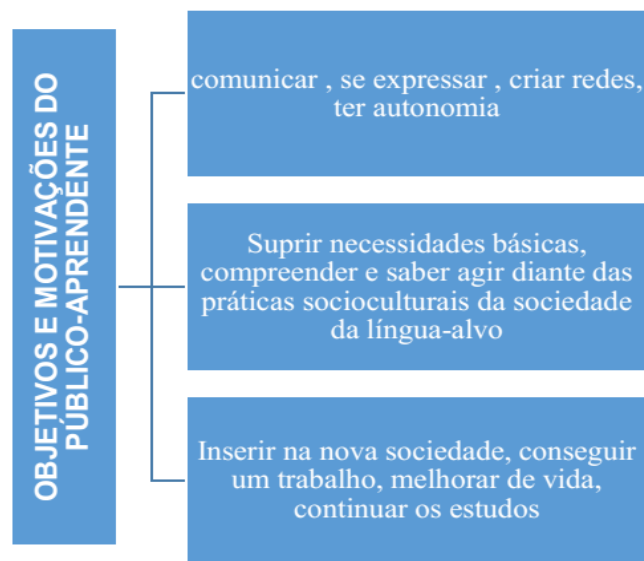 OBJETIVOS E MOTIVAÇÕES DO
PÚBLICO-APRENDENTE
comunicar , se expressar , criar redes,
ter autonomia
Suprir necessidades básicas,
compreender e saber agir diante das
práticas socioculturais da sociedade
da língua-alvo
Inserir na nova sociedade, conseguir
um trabalho, melhorar de vida,
continuar os estudos